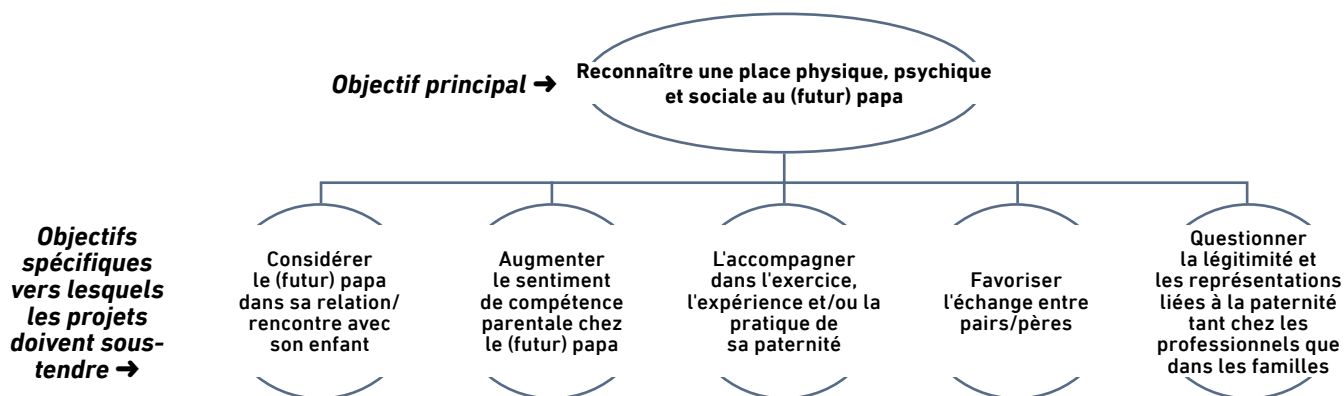 Objectif principal ➜
Reconnaître une place physique, psychique
et sociale au (futur) papa
Objectifs
spécifiques
vers lesquels
les projets
doivent sous-
tendre ➜
Considérer
le (futur) papa
dans sa relation/
rencontre avec
son enfant
Augmenter
le sentiment
de compétence
parentale chez
le (futur) papa
L'accompagner
dans l'exercice,
l'expérience et/ou la
pratique de
sa paternité
Favoriser
l'échange entre
pairs/pères
Questionner
la légitimité et
les représentations
liées à la paternité
tant chez les
professionnels que
dans les familles